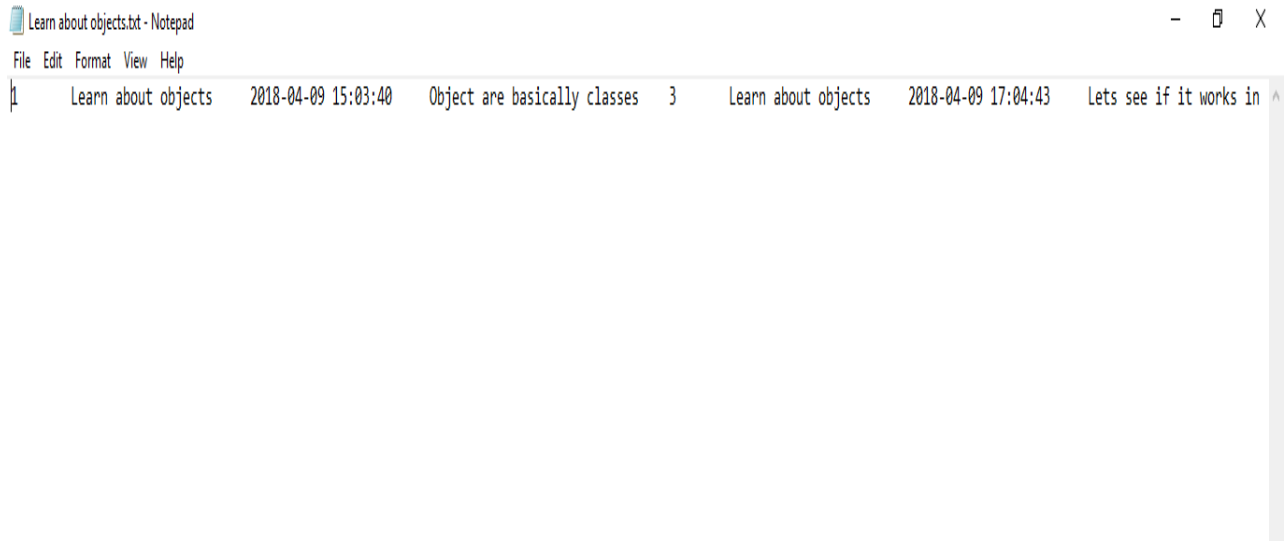 Learn about objects.txt - Notepad
File Edit Format View Help
1 Learn about objects 2018-04-09 15:03:40 Object are basically classes 3 Learn about objects 2018-04-09 17:04:43 Lets see if it works in